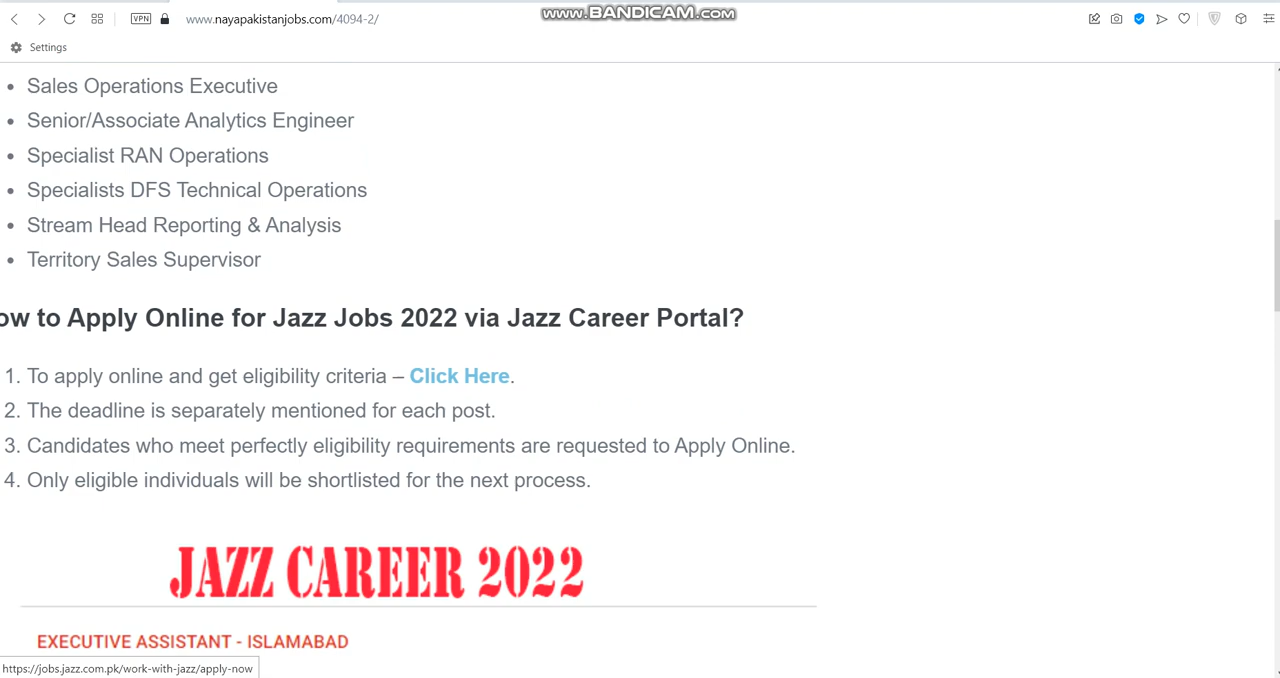 VPN
www.nayapakistanjobs.com/4094-2/
www.BANDICAM.com
Settings
Sales Operations Executive
Senior/Associate Analytics Engineer
Specialist RAN Operations
Specialists DFS Technical Operations
Stream Head Reporting & Analysis
Territory Sales Supervisor
ow to Apply Online for Jazz Jobs 2022 via Jazz Career Portal?
1. To apply online and get eligibility criteria – Click Here.
2. The deadline is separately mentioned for each post.
3. Candidates who meet perfectly eligibility requirements are requested to Apply Online.
4. Only eligible individuals will be shortlisted for the next process.
JAZZ CAREER 2022
EXECUTIVE ASSISTANT - ISLAMABAD
https://jobs.jazz.com.pk/work-with-jazz/apply-now